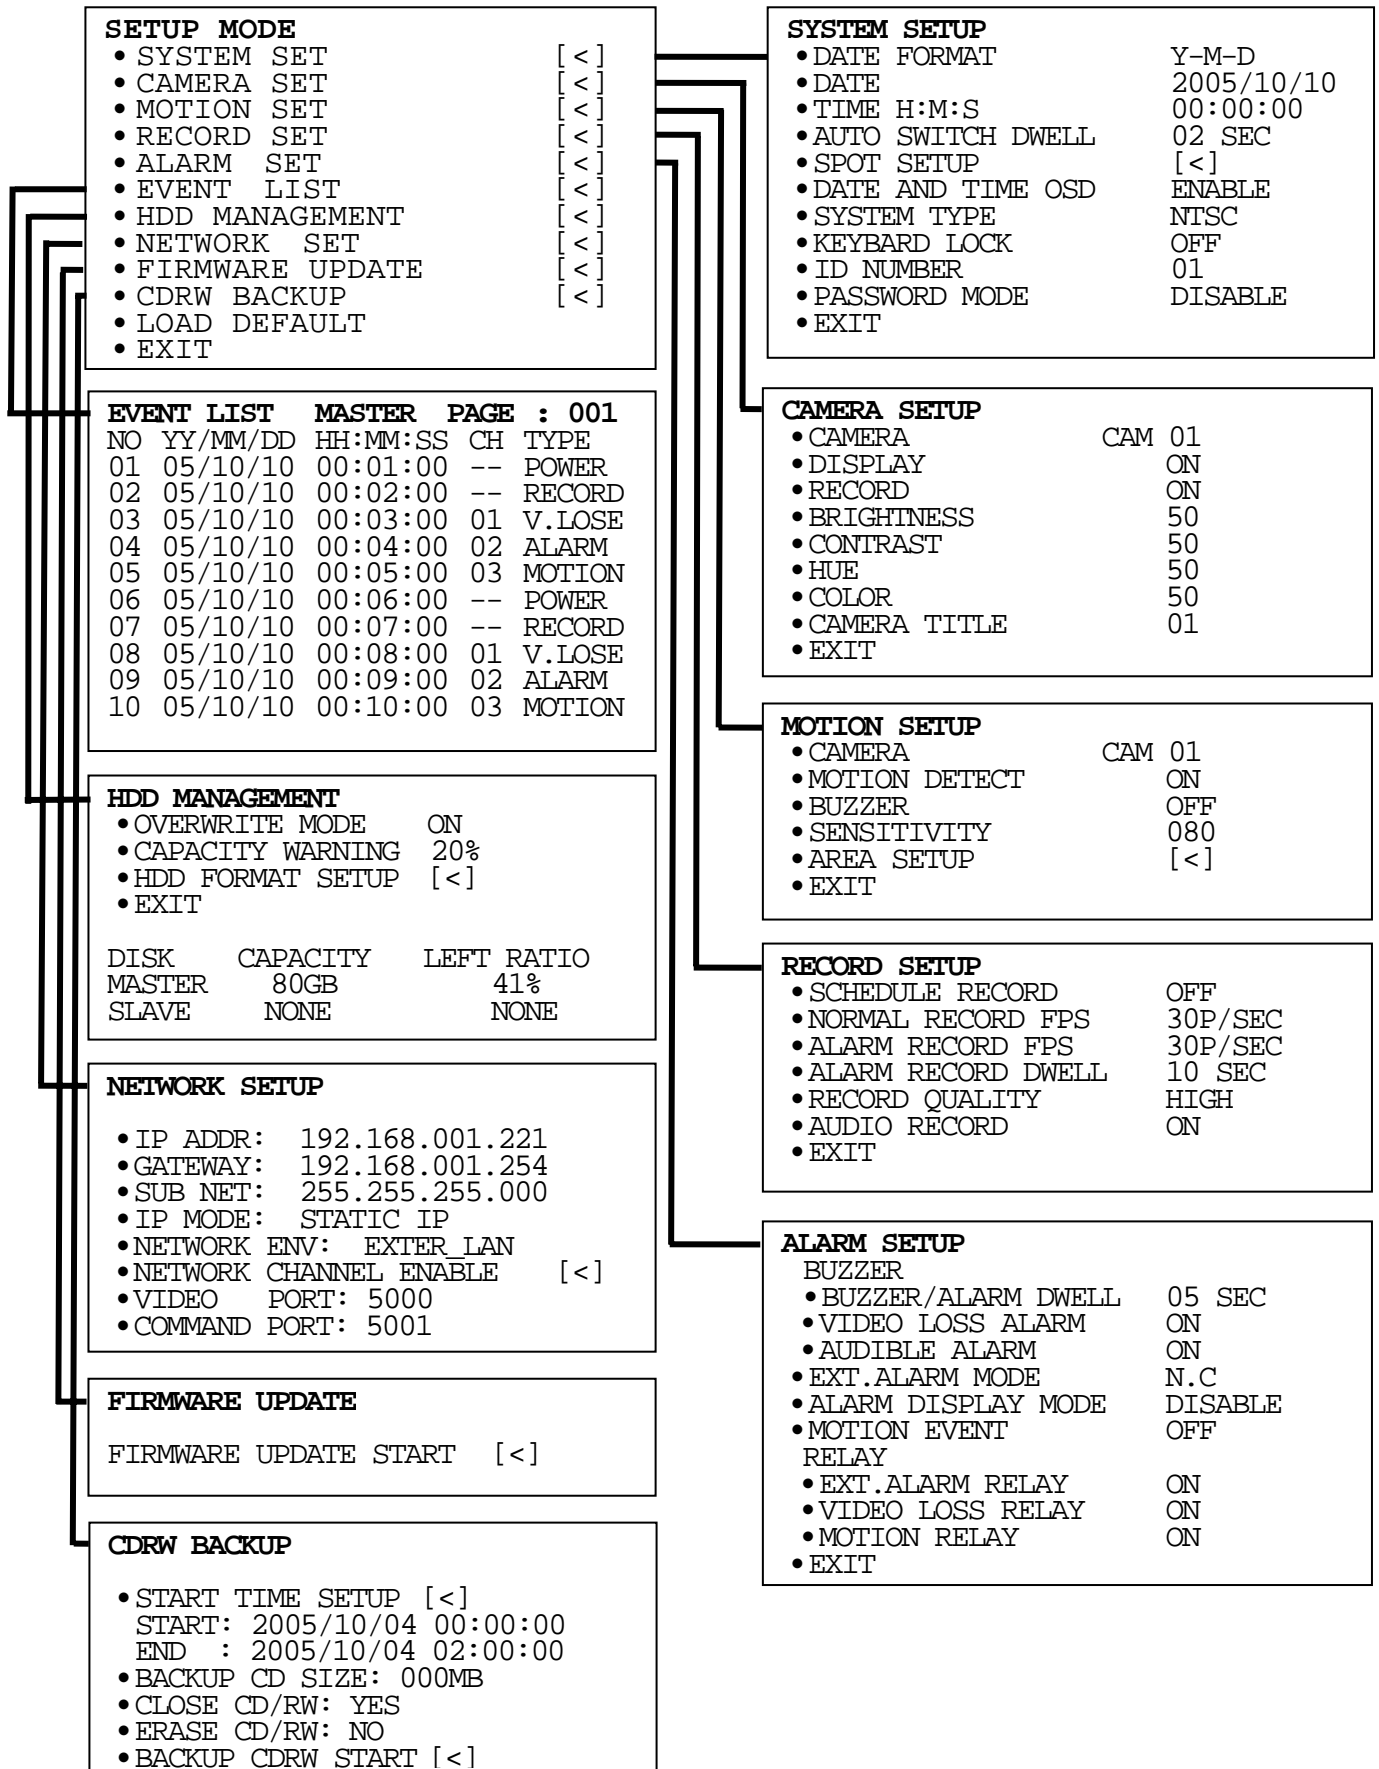 SETUP MODE
• SYSTEM SET [<]
• CAMERA SET [<]
• MOTION SET [<]
• RECORD SET [<]
• ALARM SET [<]
• EVENT LIST [<]
• HDD MANAGEMENT [<]
• NETWORK SET [<]
• FIRMWARE UPDATE [<]
• CDRW BACKUP [<]
• LOAD DEFAULT
• EXIT
EVENT LIST MASTER PAGE : 001
NO YY/MM/DD HH:MM:SS CH TYPE
01 05/10/10 00:01:00 -- POWER
02 05/10/10 00:02:00 -- RECORD
03 05/10/10 00:03:00 01 V.LOSE
04 05/10/10 00:04:00 02 ALARM
05 05/10/10 00:05:00 03 MOTION
06 05/10/10 00:06:00 -- POWER
07 05/10/10 00:07:00 -- RECORD
08 05/10/10 00:08:00 01 V.LOSE
09 05/10/10 00:09:00 02 ALARM
10 05/10/10 00:10:00 03 MOTION
HDD MANAGEMENT
• OVERWRITE MODE ON
• CAPACITY WARNING 20%
• HDD FORMAT SETUP [<]
• EXIT
DISK CAPACITY LEFT RATIO
MASTER 80GB 41%
SLAVE NONE NONE
NETWORK SETUP
• IP ADDR: 192.168.001.221
• GATEWAY: 192.168.001.254
• SUB NET: 255.255.255.000
• IP MODE: STATIC IP
• NETWORK ENV: EXTER_LAN
• NETWORK CHANNEL ENABLE [<]
• VIDEO PORT: 5000
• COMMAND PORT: 5001
FIRMWARE UPDATE
FIRMWARE UPDATE START [<]
CDRW BACKUP
• START TIME SETUP [<]
START: 2005/10/04 00:00:00
END : 2005/10/04 02:00:00
• BACKUP CD SIZE: 000MB
• CLOSE CD/RW: YES
• ERASE CD/RW: NO
• BACKUP CDRW START [<]
SYSTEM SETUP
• DATE FORMAT Y-M-D
• DATE 2005/10/10
• TIME H:M:S 00:00:00
• AUTO SWITCH DWELL 02 SEC
• SPOT SETUP [<]
• DATE AND TIME OSD ENABLE
• SYSTEM TYPE NTSC
• KEYBARD LOCK OFF
• ID NUMBER 01
• PASSWORD MODE DISABLE
• EXIT
CAMERA SETUP
• CAMERA CAM 01
• DISPLAY ON
• RECORD ON
• BRIGHTNESS 50
• CONTRAST 50
• HUE 50
• COLOR 50
• CAMERA TITLE 01
• EXIT
MOTION SETUP
• CAMERA CAM 01
• MOTION DETECT ON
• BUZZER OFF
• SENSITIVITY 080
• AREA SETUP [<]
• EXIT
RECORD SETUP
• SCHEDULE RECORD OFF
• NORMAL RECORD FPS 30P/SEC
• ALARM RECORD FPS 30P/SEC
• ALARM RECORD DWELL 10 SEC
• RECORD QUALITY HIGH
• AUDIO RECORD ON
• EXIT
ALARM SETUP
BUZZER
• BUZZER/ALARM DWELL 05 SEC
• VIDEO LOSS ALARM ON
• AUDIBLE ALARM ON
• EXT.ALARM MODE N.C
• ALARM DISPLAY MODE DISABLE
• MOTION EVENT OFF
RELAY
• EXT.ALARM RELAY ON
• VIDEO LOSS RELAY ON
• MOTION RELAY ON
• EXIT